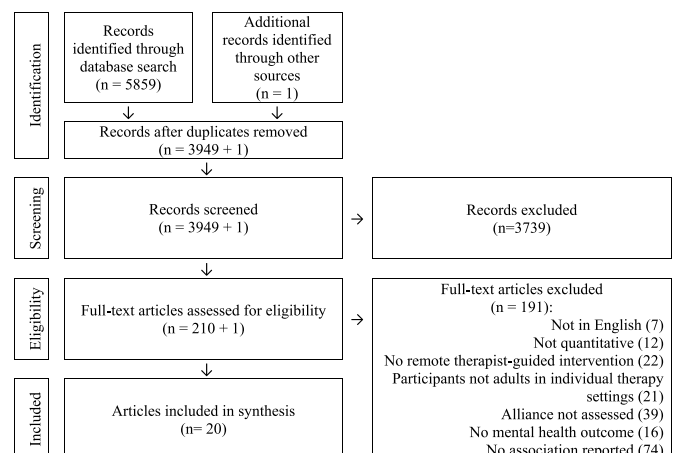 Identification
Records
identified through
database search
(n = 5859)
Additional
records identified
through other
sources
(n = 1)
Records after duplicates removed
(n = 3949 + 1)
Screening
Records screened
(n = 3949 + 1)
Records excluded
(n=3739)
Eligibility
Full-text articles assessed for eligibility
(n = 210 + 1)
Full-text articles excluded
(n = 191):
Not in English (7)
Not quantitative (12)
No remote therapist-guided intervention (22)
Participants not adults in individual therapy
settings (21)
Alliance not assessed (39)
No mental health outcome (16)
No association reported (74)
Included
Articles included in synthesis
(n= 20)